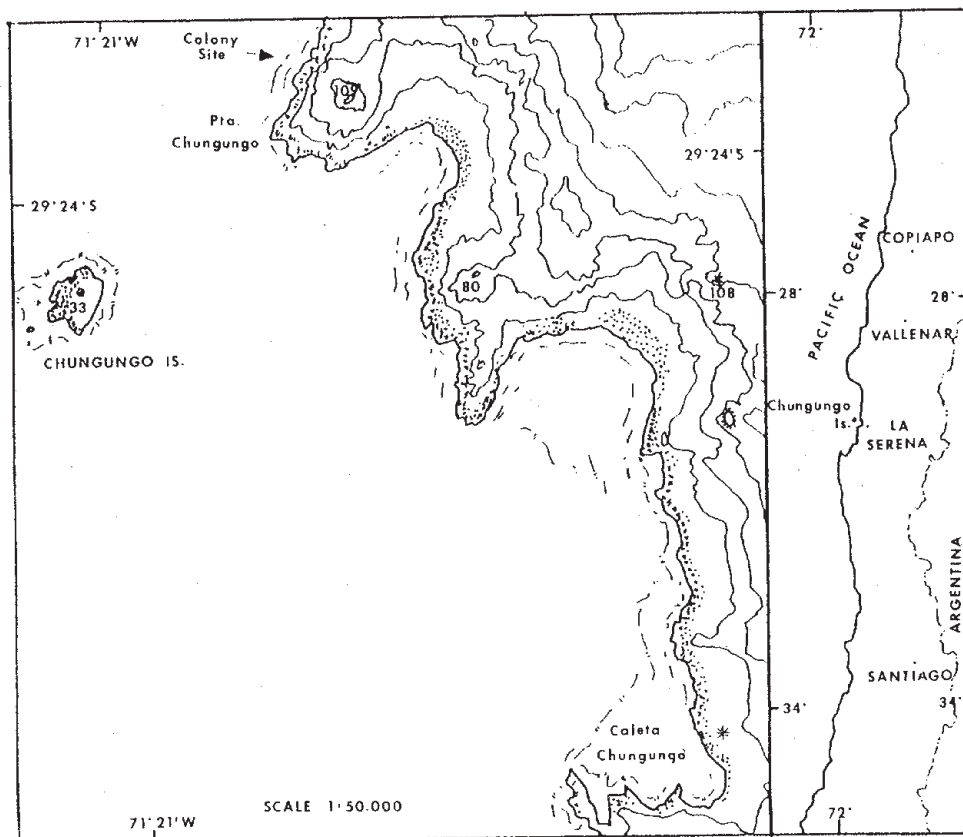 71° 21' W
Colony
Site
109
Pta.
Chungungo
29° 24' S
33
CHUNGUNGO IS.
80
108
Caleta
Chungungo
SCALE 1:50.000
71° 21 W
72°
29° 24' S
PACIFIC OCEAN
COPIAPO
28°
28°
VALLENAR
Chungungo
Is.
LA
SERENA
ARGENTINA
SANTIAGO
34°
34°
72°